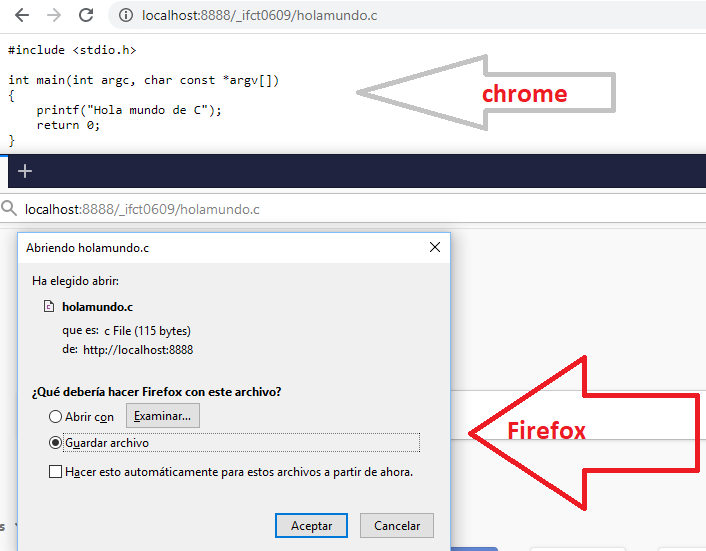 localhost:8888/_ifct0609/holamundo.c
#include <stdio.h>
int main(int argc, char const *argv[])
{
    printf("Hola mundo de C");
    return 0;
}
chrome
localhost:8888/_ifct0609/holamundo.c
Abriendo holamundo.c
Ha elegido abrir:
holamundo.c
que es: c File (115 bytes)
de: http://localhost:8888
¿Qué debería hacer Firefox con este archivo?
Abrir con Examinar...
Guardar archivo
Hacer esto automáticamente para estos archivos a partir de ahora.
Aceptar Cancelar
Firefox